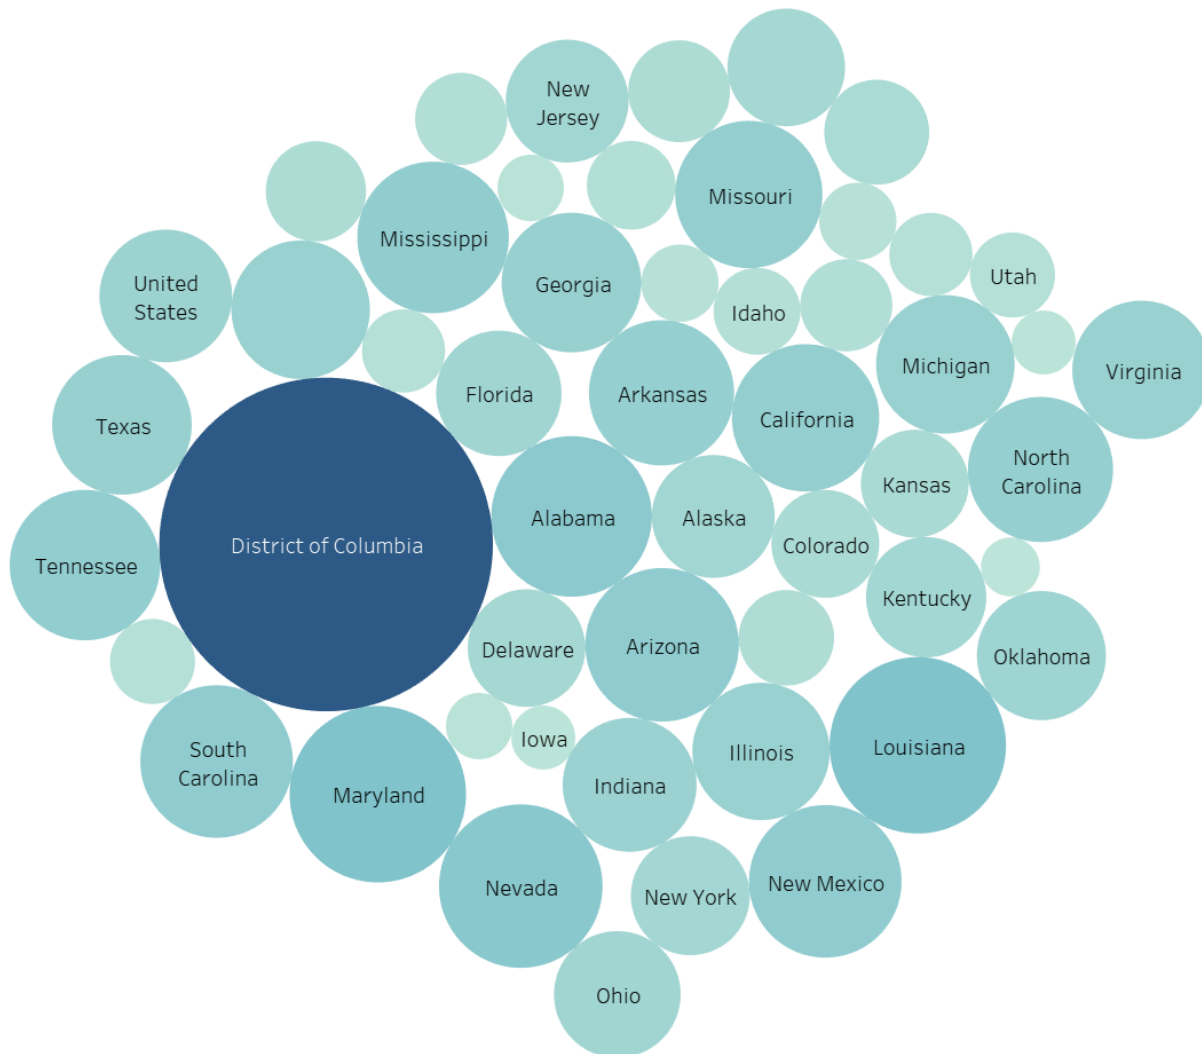 New
Jersey
Missouri
Mississippi
Georgia
United
States
Utah
Idaho
Michigan
Virginia
Florida
Arkansas
California
Texas
North
Carolina
Kansas
Alabama
Alaska
District of Columbia
Colorado
Tennessee
Kentucky
Delaware
Arizona
Oklahoma
Iowa
Louisiana
South
Carolina
Illinois
Indiana
Maryland
Nevada
New Mexico
New York
Ohio